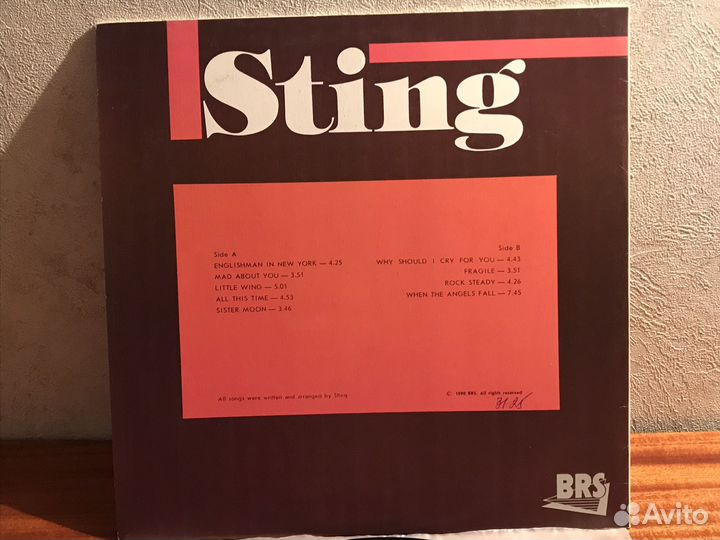 Sting
Side A
ENGLISHMAN IN NEW YORK — 4.25
MAD ABOUT YOU — 3.51
LITTLE WING — 5.01
ALL THIS TIME — 4.53
SISTER MOON — 3.46
Side B
WHY SHOULD I CRY FOR YOU — 4.43
FRAGILE — 3.51
ROCK STEADY — 4.26
WHEN THE ANGELS FALL — 7.45
All songs were written and arranged by Sting
© 1990 BRS. All rights reserved
BRS
Avito